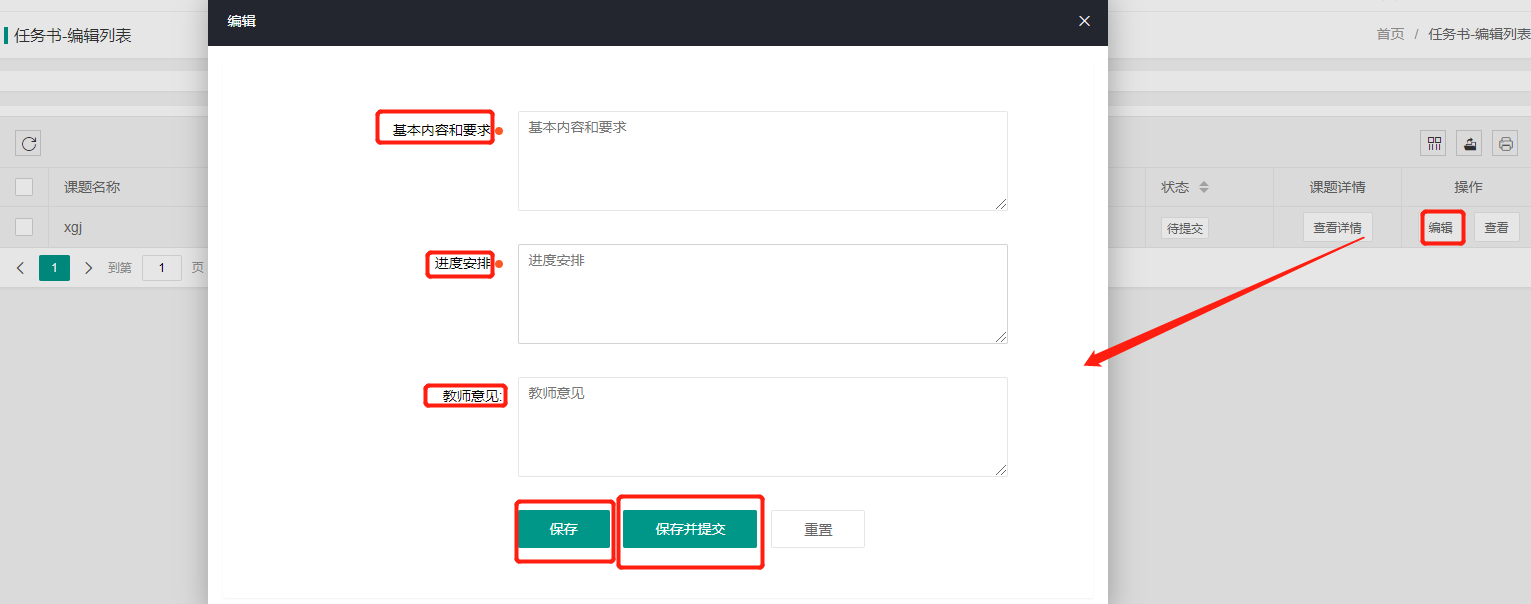 编辑
任务书-编辑列表
首页 / 任务书-编辑列表
基本内容和要求
基本内容和要求
课题名称
状态
课题详情
操作
xgj
待提交
查看详情
编辑
查看
1
到第
1
页
进度安排
进度安排
教师意见:
教师意见
保存
保存并提交
重置